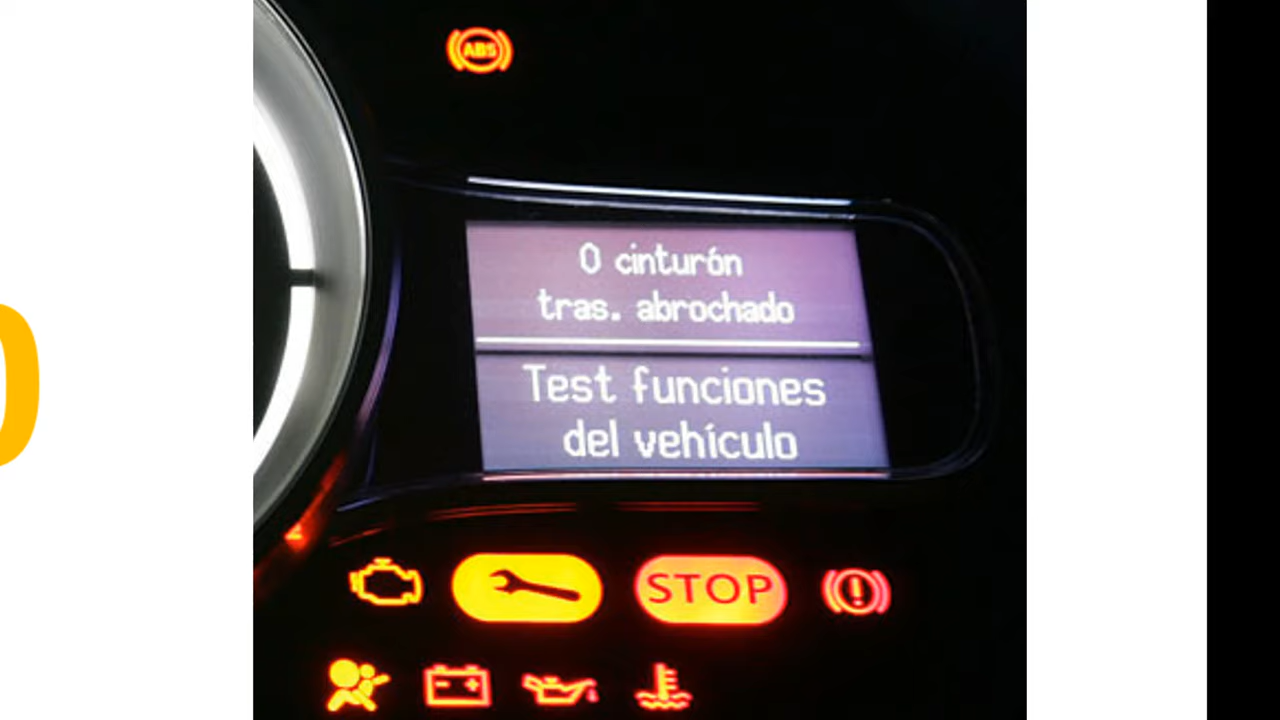 ABS
0 cinturón
tras. abrochado
Test funciones
del vehículo
STOP